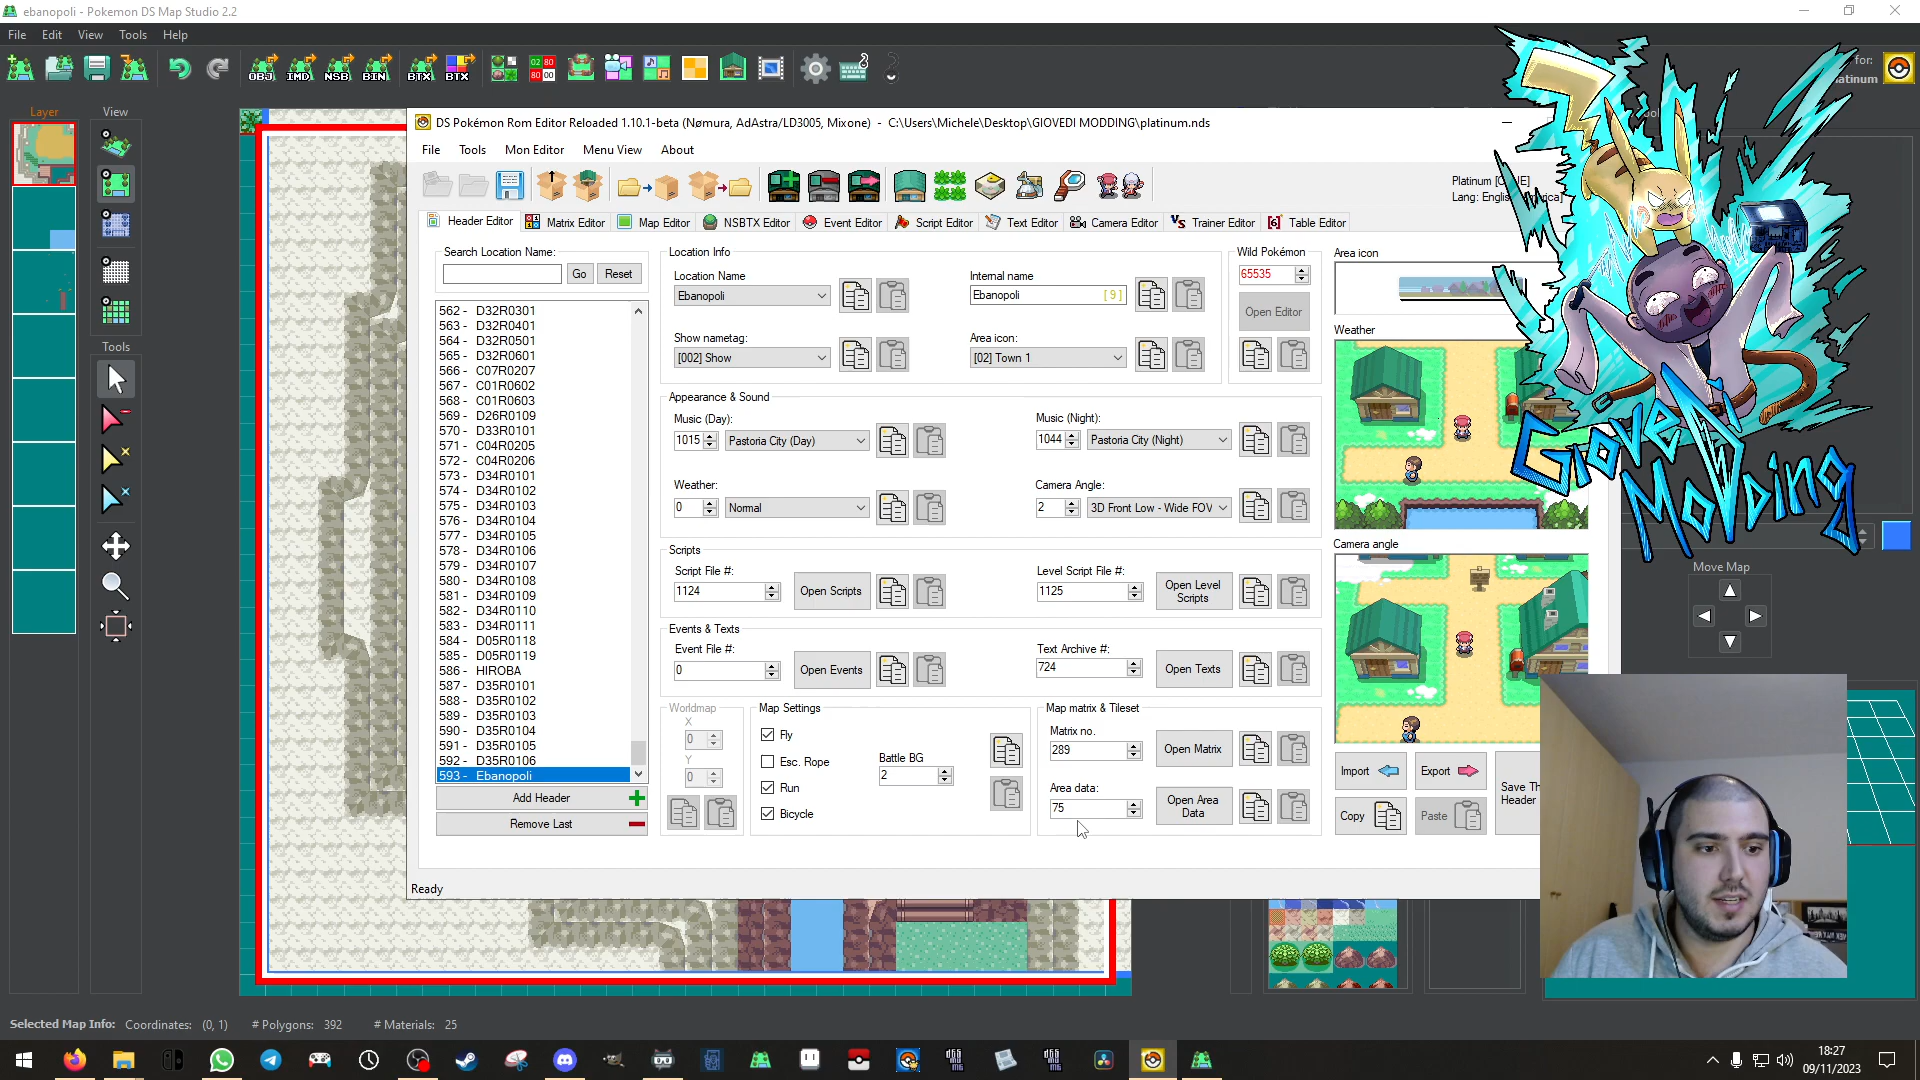 ebanopoli - Pokemon DS Map Studio 2.2
File Edit View Tools Help
OBJ IMD NSB BIN BTX BTX
for:
latinum
Layer
View
Tools
DS Pokémon Rom Editor Reloaded 1.10.1-beta (Nømura, AdAstra/LD3005, Mixone) - C:\Users\Michele\Desktop\GIOVEDI MODDING\platinum.nds
File Tools Mon Editor Menu View About
Platinum
Lang: Englis
Header Editor Matrix Editor Map Editor NSBTX Editor Event Editor Script Editor Text Editor Camera Editor Trainer Editor Table Editor
Search Location Name:
Go Reset
562 - D32R0301
563 - D32R0401
564 - D32R0501
565 - D32R0601
566 - C07R0207
567 - C01R0602
568 - C01R0603
569 - D26R0109
570 - D33R0101
571 - C04R0205
572 - C04R0206
573 - D34R0101
574 - D34R0102
575 - D34R0103
576 - D34R0104
577 - D34R0105
578 - D34R0106
579 - D34R0107
580 - D34R0108
581 - D34R0109
582 - D34R0110
583 - D34R0111
584 - D05R0118
585 - D05R0119
586 - HIROBA
587 - D35R0101
588 - D35R0102
589 - D35R0103
590 - D35R0104
591 - D35R0105
592 - D35R0106
593 - Ebanopoli
Add Header
Remove Last
Ready
Location Info
Location Name
Ebanopoli
Internal name
Ebanopoli [ 9 ]
Show nametag:
[002] Show
Area icon:
[02] Town 1
Wild Pokémon
65535
Open Editor
Area icon
Weather
Appearance & Sound
Music (Day):
1015 Pastoria City (Day)
Music (Night):
1044 Pastoria City (Night)
Weather:
0 Normal
Camera Angle:
2 3D Front Low - Wide FOV
Camera angle
Scripts
Script File #:
1124 Open Scripts
Level Script File #:
1125 Open Level Scripts
Events & Texts
Event File #:
0 Open Events
Text Archive #:
724 Open Texts
Worldmap
X
0
Y
0
Map Settings
Fly
Esc. Rope
Run
Bicycle
Battle BG
2
Map matrix & Tileset
Matrix no.
289 Open Matrix
Area data:
75 Open Area Data
Import Export
Copy Paste
Save Th
Header
GIOVEDI
MODDING
Move Map
Selected Map Info: Coordinates: (0, 1) # Polygons: 392 # Materials: 25
18:27
09/11/2023